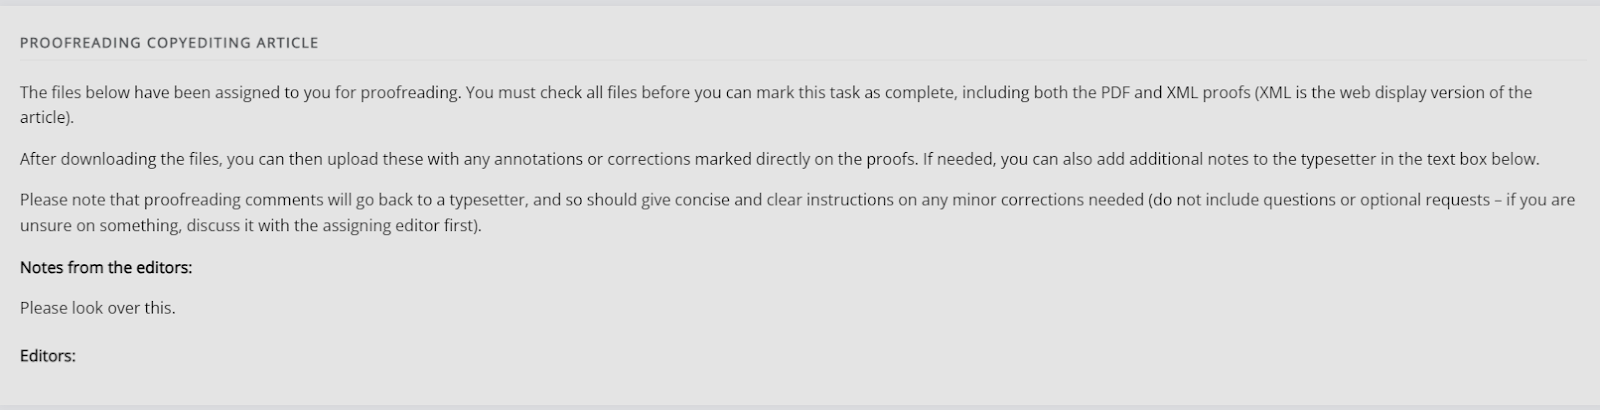 PROOFREADING COPYEDITING ARTICLE
The files below have been assigned to you for proofreading. You must check all files before you can mark this task as complete, including both the PDF and XML proofs (XML is the web display version of the
article).
After downloading the files, you can then upload these with any annotations or corrections marked directly on the proofs. If needed, you can also add additional notes to the typesetter in the text box below.
Please note that proofreading comments will go back to a typesetter, and so should give concise and clear instructions on any minor corrections needed (do not include questions or optional requests – if you are
unsure on something, discuss it with the assigning editor first).
Notes from the editors:
Please look over this.
Editors: